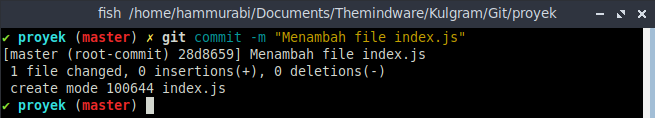 fish /home/hammurabi/Documents/Themindware/Kulgram/Git/proyek
✔ proyek (master) ✗ git commit -m "Menambah file index.js"
[master (root-commit) 28d8659] Menambah file index.js
 1 file changed, 0 insertions(+), 0 deletions(-)
 create mode 100644 index.js
✔ proyek (master)